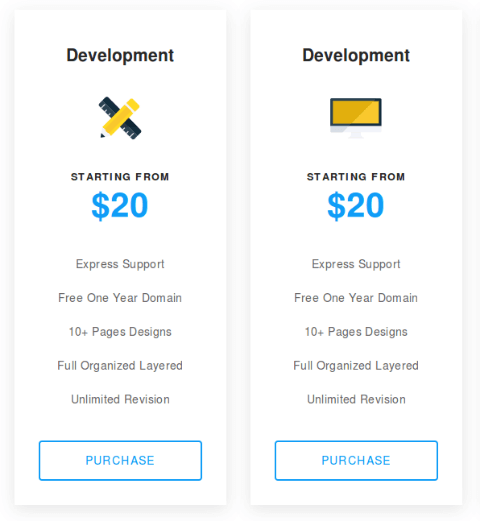 Development
STARTING FROM
$20
Express Support
Free One Year Domain
10+ Pages Designs
Full Organized Layered
Unlimited Revision
PURCHASE
Development
STARTING FROM
$20
Express Support
Free One Year Domain
10+ Pages Designs
Full Organized Layered
Unlimited Revision
PURCHASE